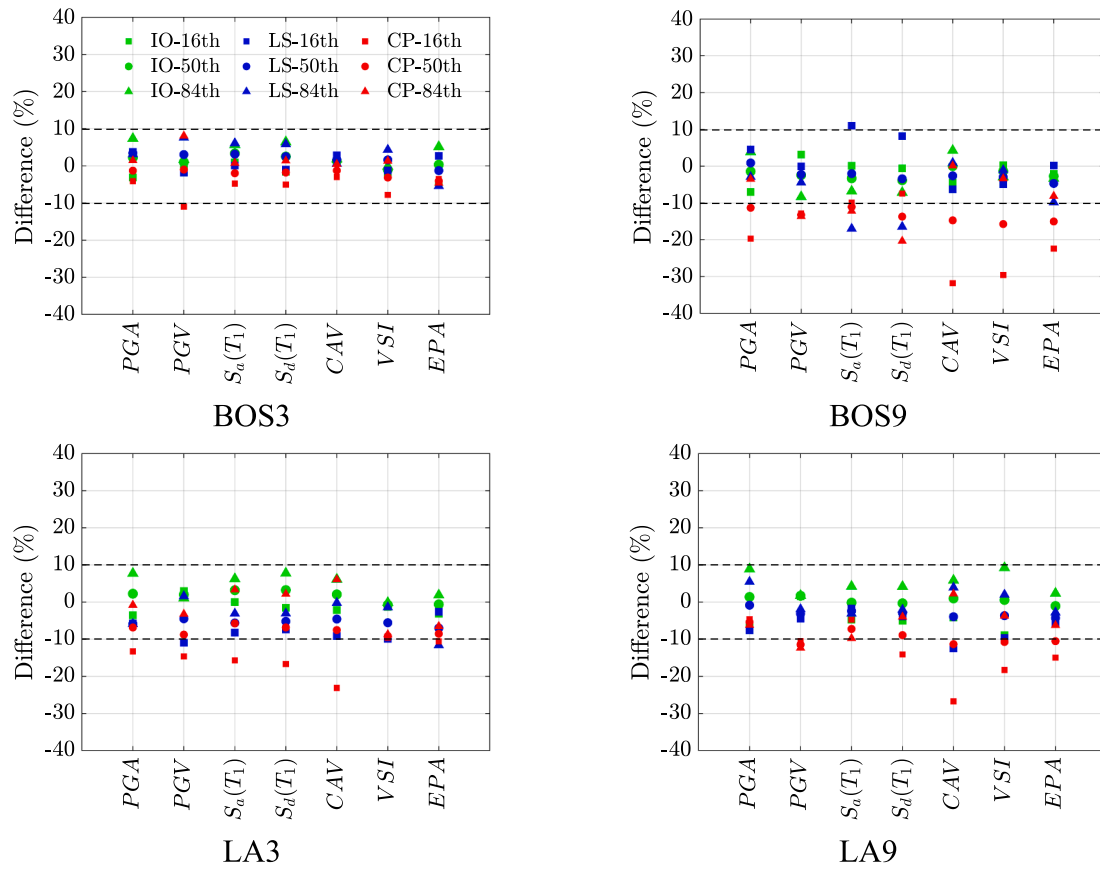 40
30
20
10
0
-10
-20
-30
-40
Difference (%)
IO-16th LS-16th CP-16th
IO-50th LS-50th CP-50th
IO-84th LS-84th CP-84th
PGA PGV Sa(T1) Sd(T1) CAV VSI EPA
BOS3
40
30
20
10
0
-10
-20
-30
-40
Difference (%)
PGA PGV Sa(T1) Sd(T1) CAV VSI EPA
BOS9
40
30
20
10
0
-10
-20
-30
-40
Difference (%)
PGA PGV Sa(T1) Sd(T1) CAV VSI EPA
LA3
40
30
20
10
0
-10
-20
-30
-40
Difference (%)
PGA PGV Sa(T1) Sd(T1) CAV VSI EPA
LA9